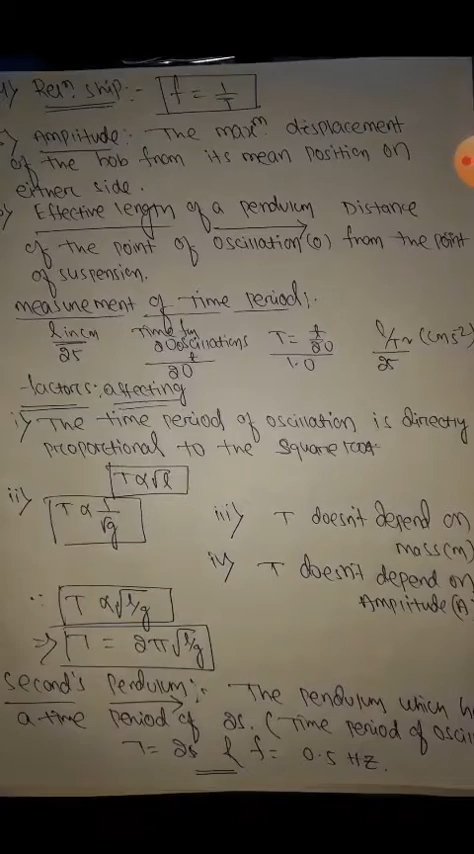 Relⁿ ship:- f = 1/T
Amplitude:- The maxᵐ displacement
of the bob from its mean position on
either side.
Effective length of a pendulum Distance
of the point of oscillation (O) from the point
of suspension.
measurement of time period:-
l in cm Time for T = t/20 l/T² (cms⁻²)
20 oscillations
25 t 1.0 25
20
factors affecting
i) The time period of oscillation is directly
proportional to the square root
T ∝ √l
ii) T ∝ 1/√g iii) T doesn't depend on
mass(m)
iv) T doesn't depend on
Amplitude (A
∵ T ∝ √l/g
⇒ T = 2π√l/g
Second's Pendulum:- The pendulum which h
a time period of 2s. (Time period of oscil
T = 2s & f = 0.5 Hz.